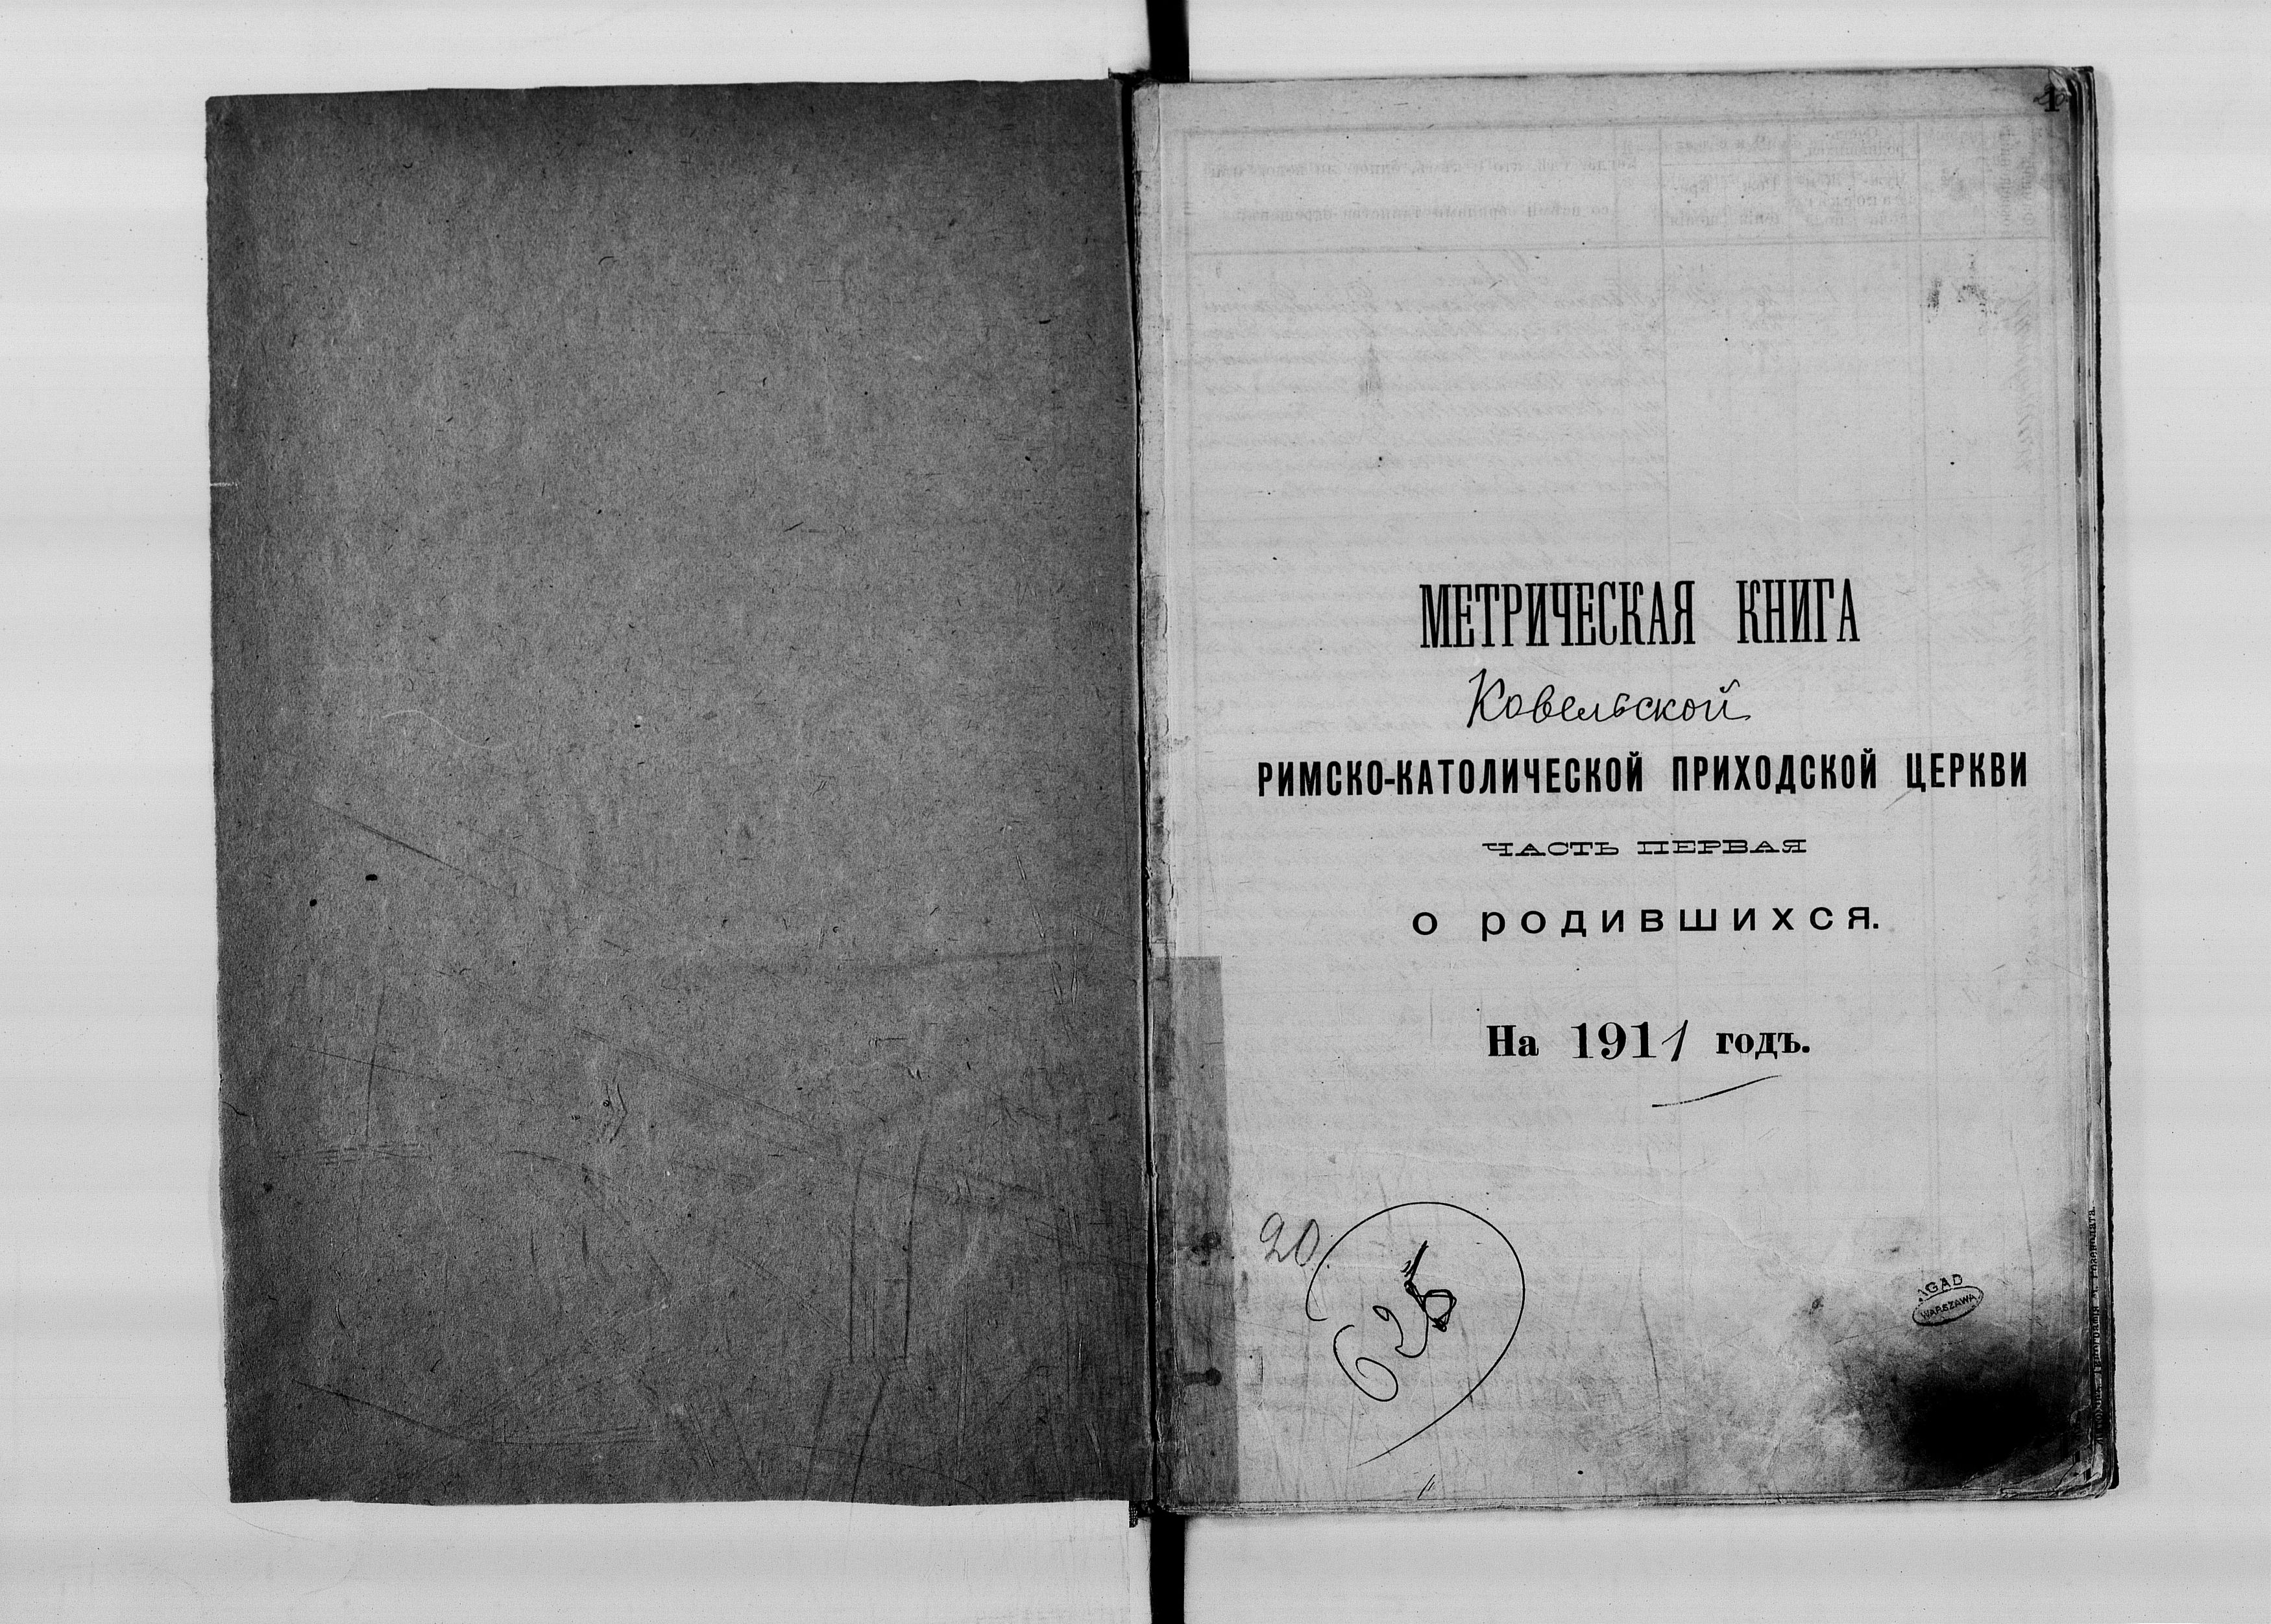 МЕТРИЧЕСКАЯ КНИГА
Ковельской
РИМСКО-КАТОЛИЧЕСКОЙ ПРИХОДСКОЙ ЦЕРКВИ
ЧАСТЬ ПЕРВАЯ
О РОДИВШИХСЯ.
На 1911 годъ.
20.
AGAD
WARSZAWA